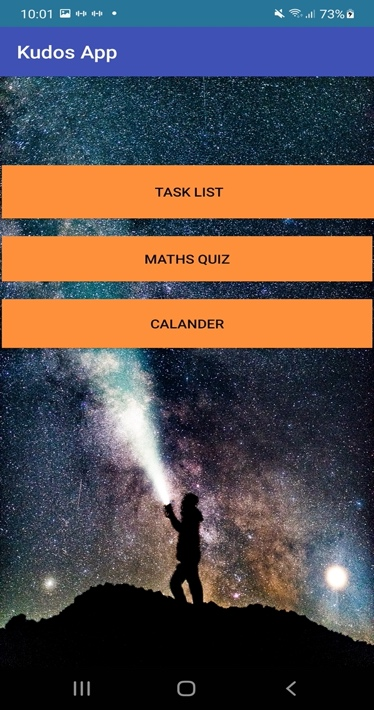 10:01 73%
Kudos App
TASK LIST
MATHS QUIZ
CALANDER